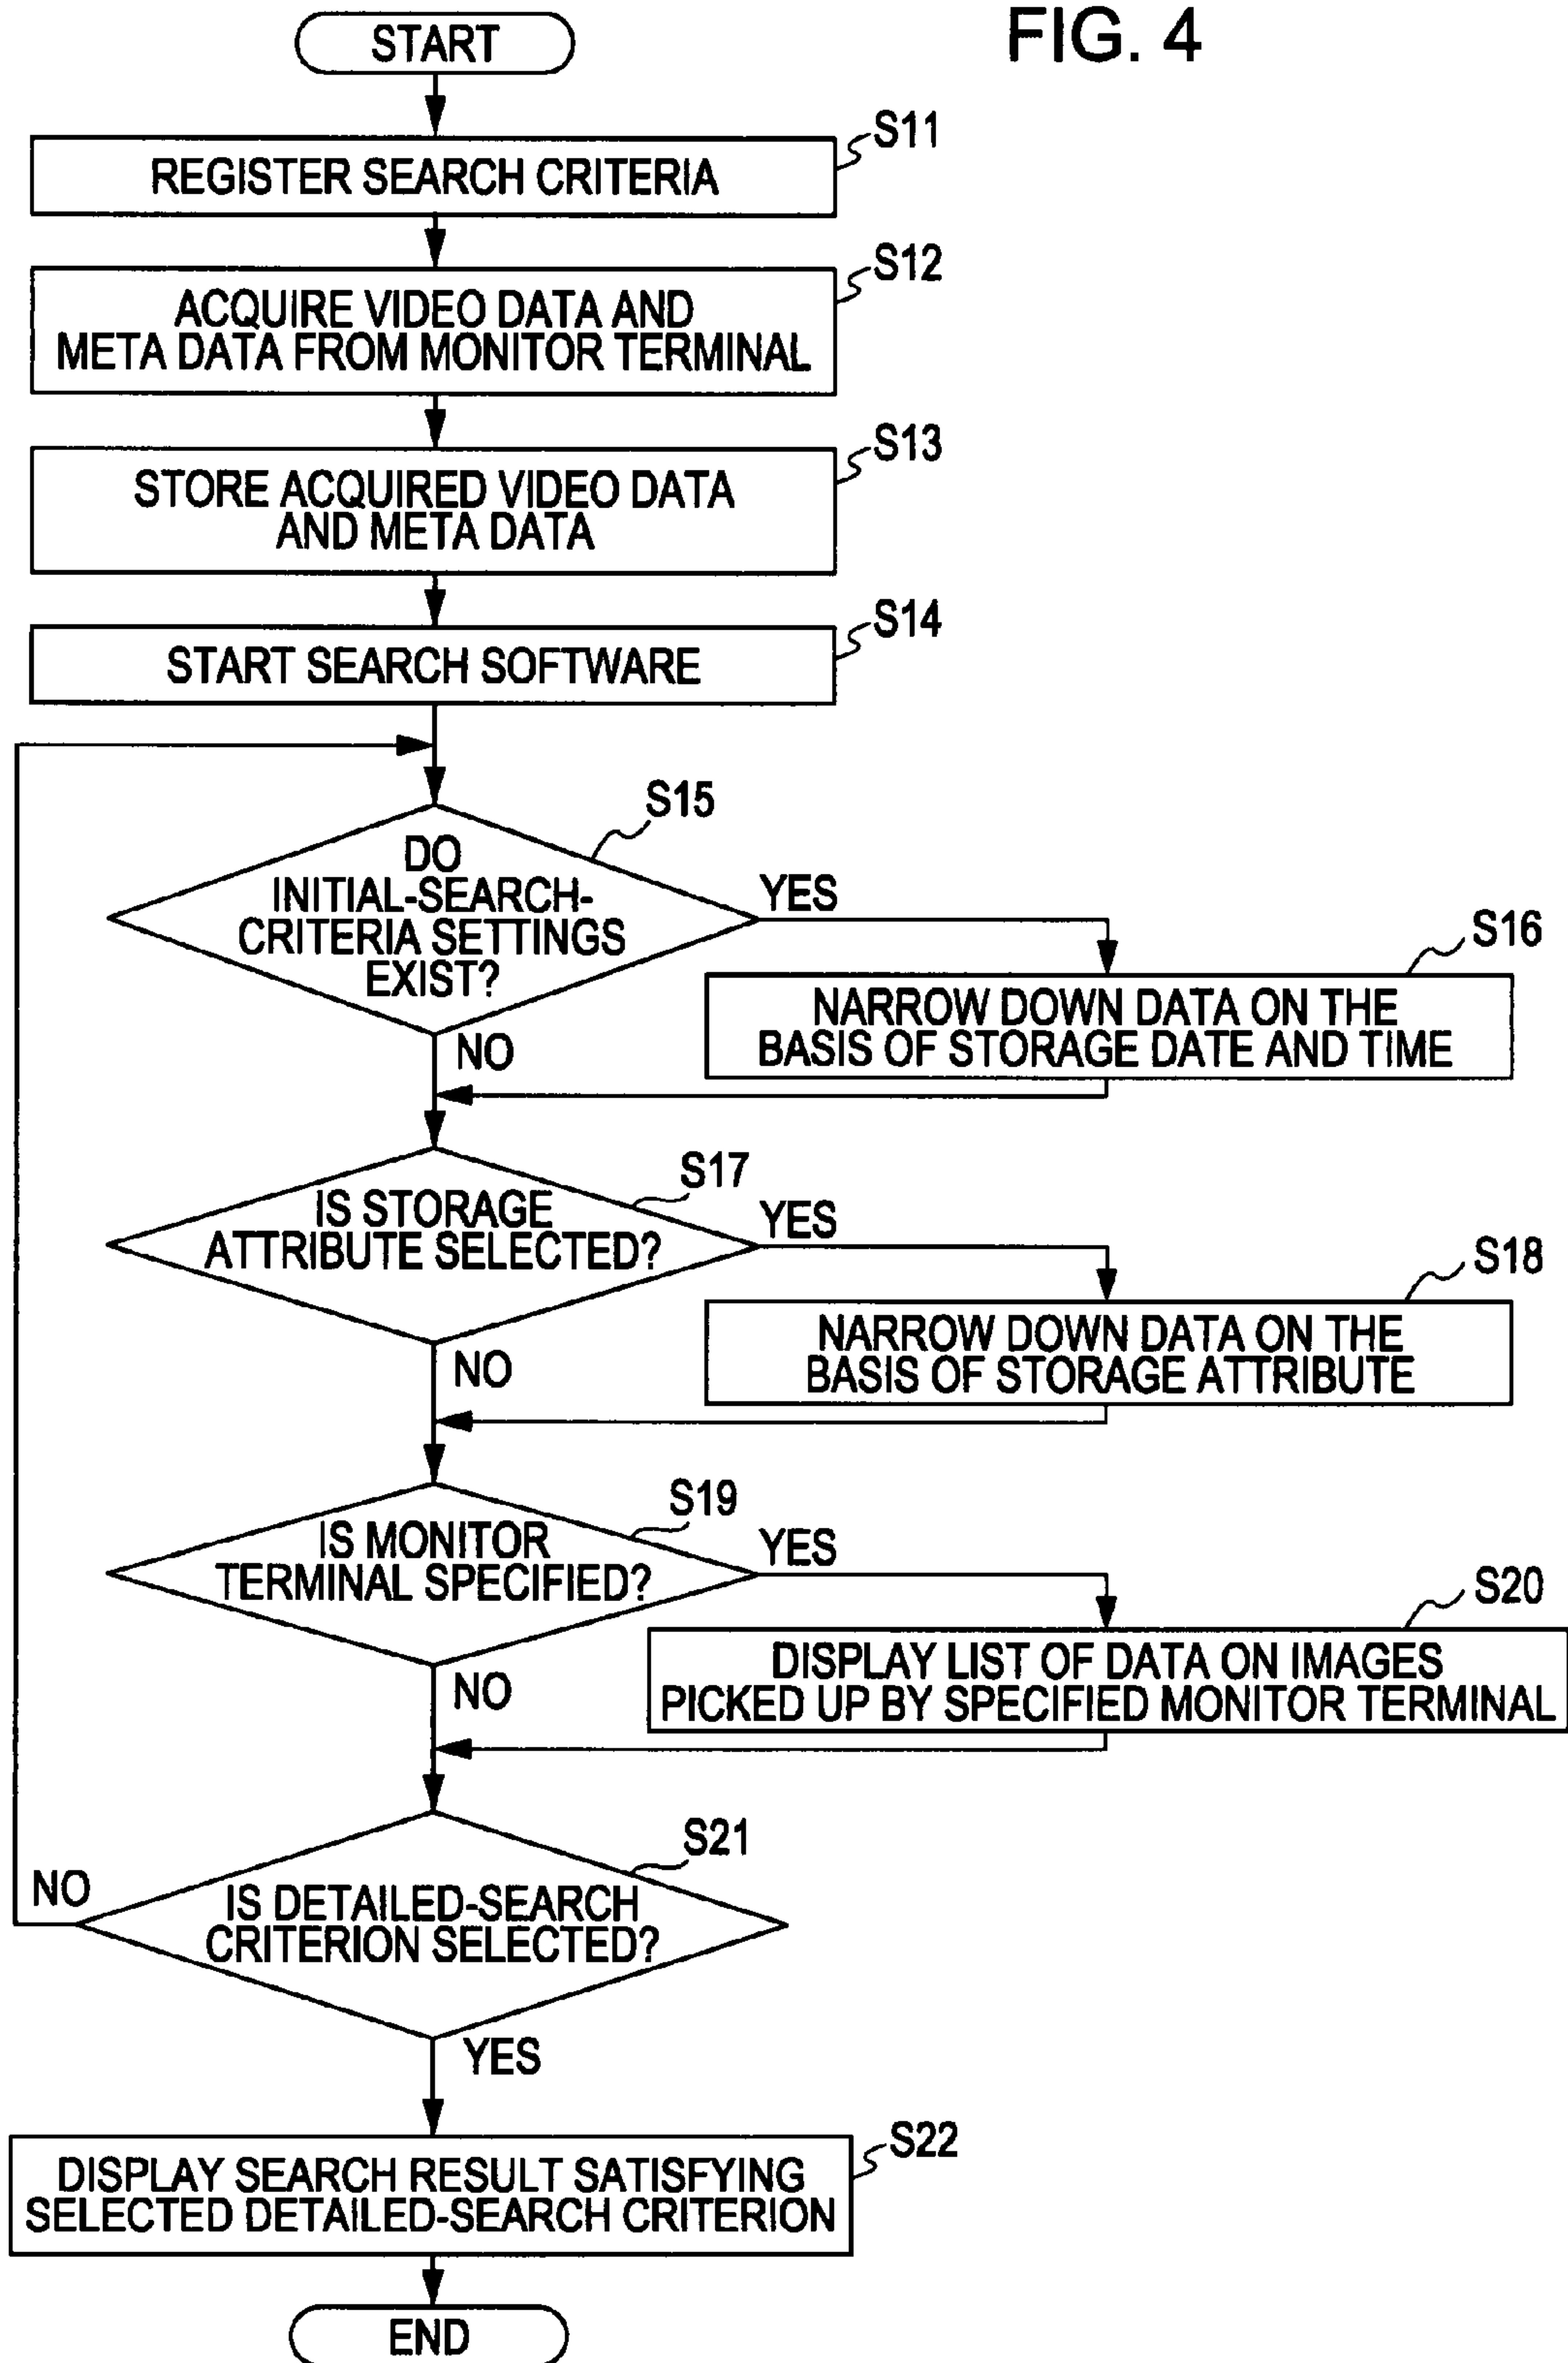 FIG. 4
START
S11
REGISTER SEARCH CRITERIA
S12
ACQUIRE VIDEO DATA AND
META DATA FROM MONITOR TERMINAL
S13
STORE ACQUIRED VIDEO DATA
AND META DATA
S14
START SEARCH SOFTWARE
S15
DO
INITIAL-SEARCH-
CRITERIA SETTINGS
EXIST?
YES
NO
S16
NARROW DOWN DATA ON THE
BASIS OF STORAGE DATE AND TIME
S17
IS STORAGE
ATTRIBUTE SELECTED?
YES
NO
S18
NARROW DOWN DATA ON THE
BASIS OF STORAGE ATTRIBUTE
S19
IS MONITOR
TERMINAL SPECIFIED?
YES
NO
S20
DISPLAY LIST OF DATA ON IMAGES
PICKED UP BY SPECIFIED MONITOR TERMINAL
S21
IS DETAILED-SEARCH
CRITERION SELECTED?
NO
YES
S22
DISPLAY SEARCH RESULT SATISFYING
SELECTED DETAILED-SEARCH CRITERION
END